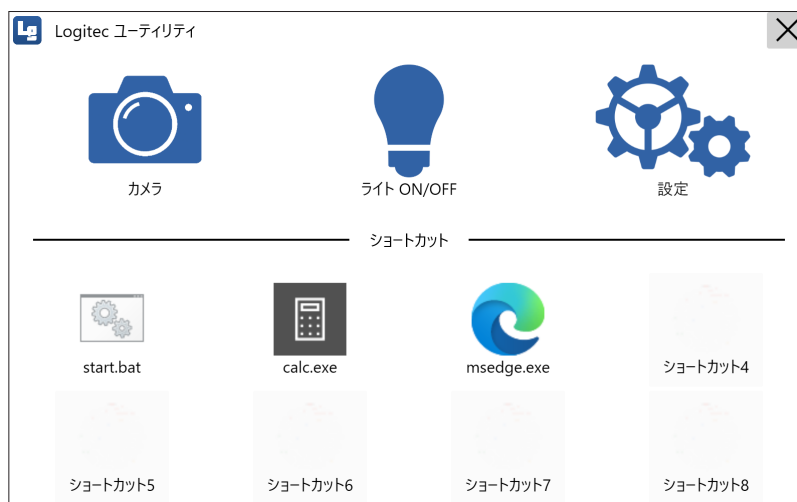 Lg Logitec ユーティリティ
カメラ ライト ON/OFF 設定
ショートカット
start.bat calc.exe msedge.exe ショートカット4
ショートカット5 ショートカット6 ショートカット7 ショートカット8